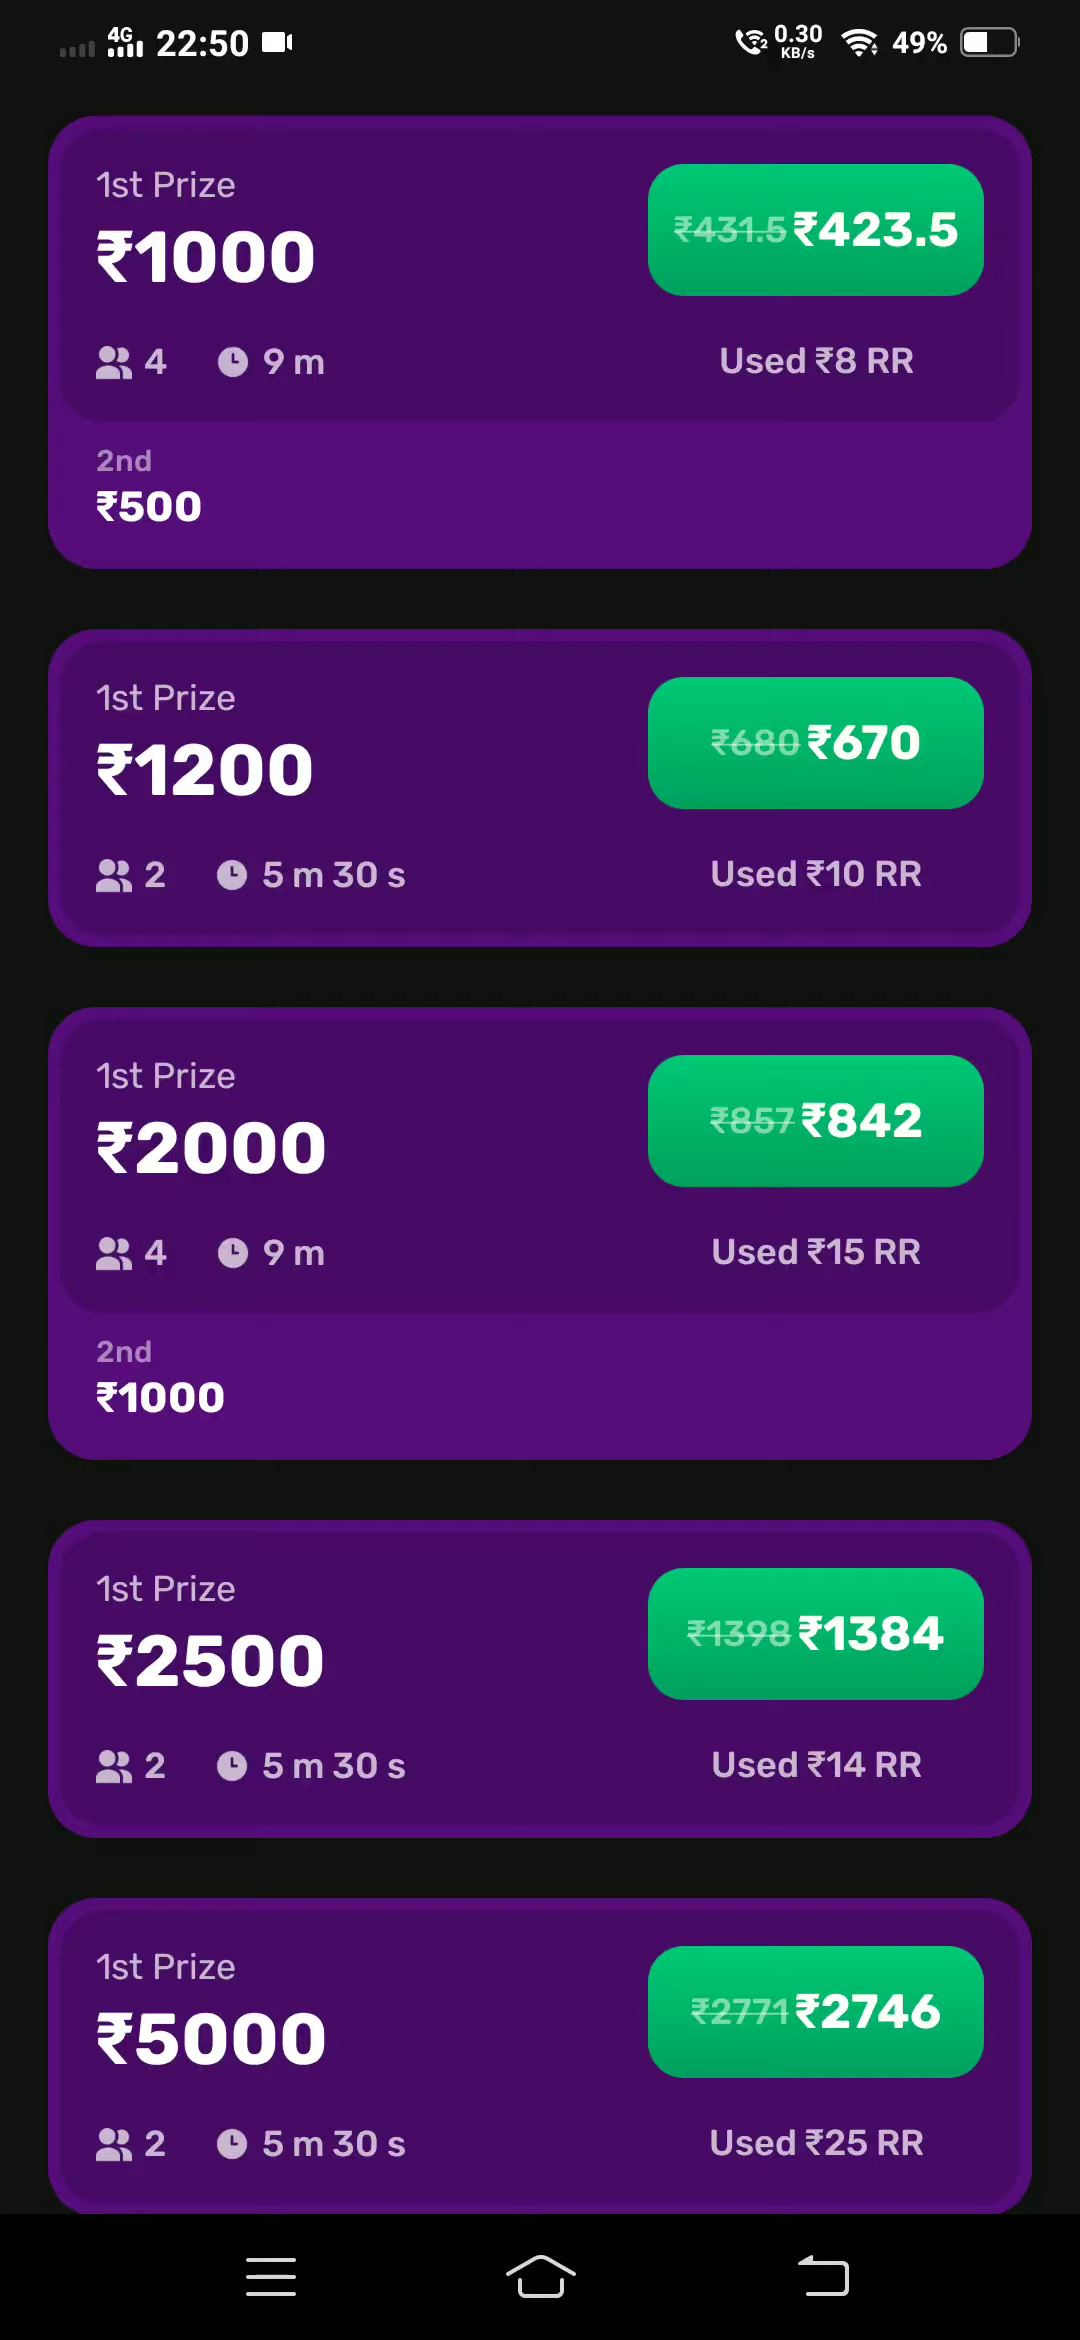 4G 22:50 0.30 KB/s 49%
1st Prize
₹1000
₹431.5 ₹423.5
4 9 m
Used ₹8 RR
2nd
₹500
1st Prize
₹1200
₹680 ₹670
2 5 m 30 s
Used ₹10 RR
1st Prize
₹2000
₹857 ₹842
4 9 m
Used ₹15 RR
2nd
₹1000
1st Prize
₹2500
₹1398 ₹1384
2 5 m 30 s
Used ₹14 RR
1st Prize
₹5000
₹2771 ₹2746
2 5 m 30 s
Used ₹25 RR